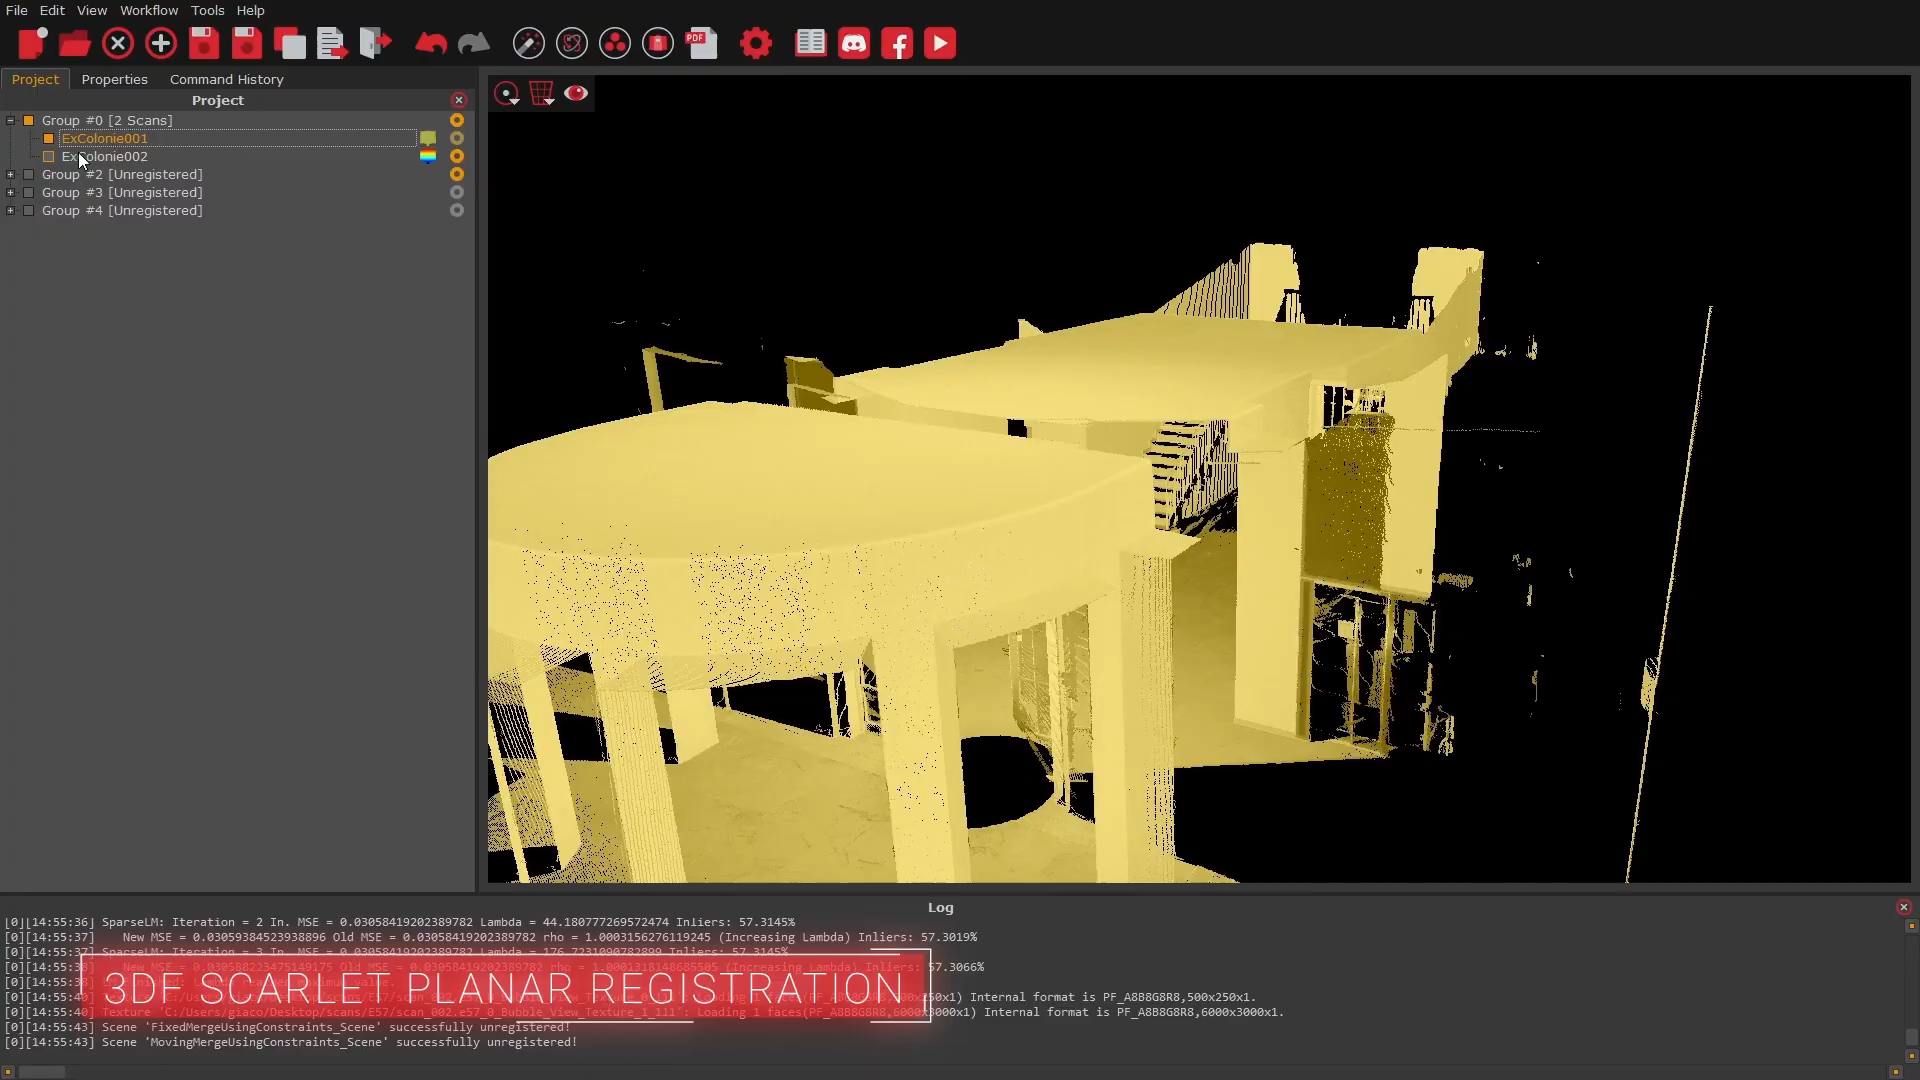 File Edit View Workflow Tools Help
PDF
Project Properties Command History
Project
Group #0 [2 Scans]
ExColonie001
ExColonie002
Group #2 [Unregistered]
Group #3 [Unregistered]
Group #4 [Unregistered]
Log
[0][14:55:36] SparseLM: Iteration = 2 In. MSE = 0.03058419202389782 Lambda = 44.180777269572474 Inliers: 57.3145%
[0][14:55:37] New MSE = 0.03059384523938896 Old MSE = 0.03058419202389782 rho = 1.0003156276119245 (Increasing Lambda) Inliers: 57.3019%
57.3066%
3DF SCARLET PLANAR REGISTRATION
Internal format is PF_A8B8G8R8,500x250x1.
Internal format is PF_A8B8G8R8,6000x3000x1.
[0][14:55:43] Scene 'FixedMergeUsingConstraints_Scene' successfully unregistered!
[0][14:55:43] Scene 'MovingMergeUsingConstraints_Scene' successfully unregistered!